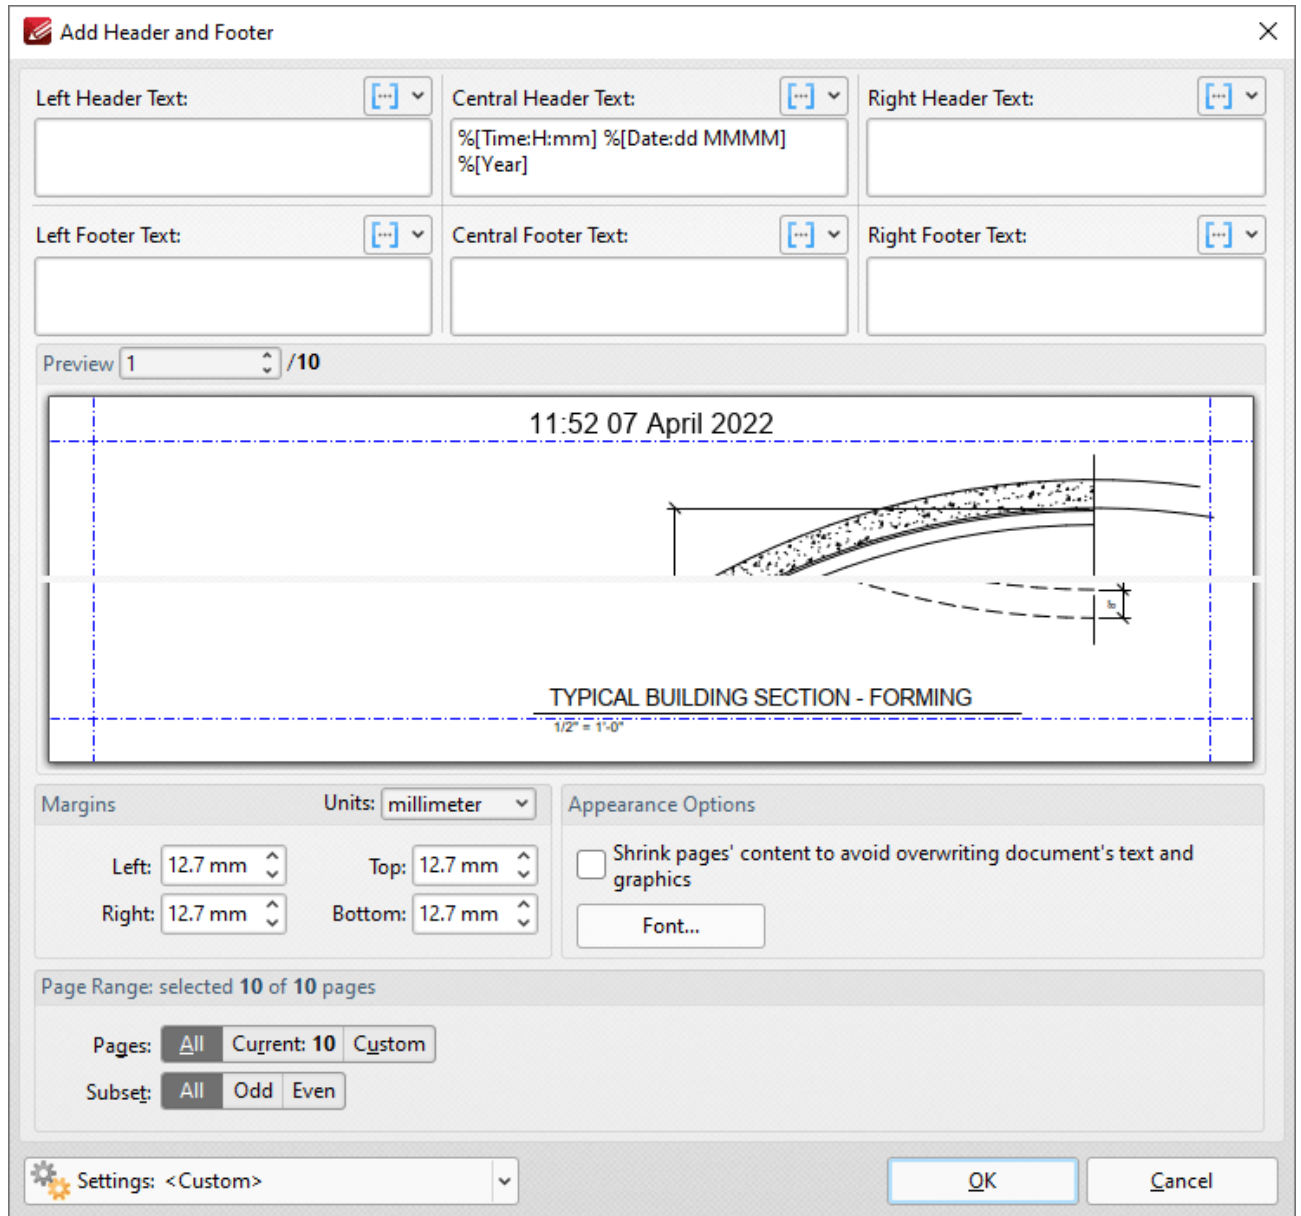 Add Header and Footer
Left Header Text:
Central Header Text:
Right Header Text:
%[Time:H:mm] %[Date:dd MMMM]
%[Year]
Left Footer Text:
Central Footer Text:
Right Footer Text:
Preview 1 /10
11:52 07 April 2022
8"
TYPICAL BUILDING SECTION - FORMING
1/2" = 1'-0"
Margins
Units: millimeter
Left: 12.7 mm
Top: 12.7 mm
Right: 12.7 mm
Bottom: 12.7 mm
Appearance Options
Shrink pages' content to avoid overwriting document's text and
graphics
Font...
Page Range: selected 10 of 10 pages
Pages: All Current: 10 Custom
Subset: All Odd Even
Settings: <Custom>
OK
Cancel